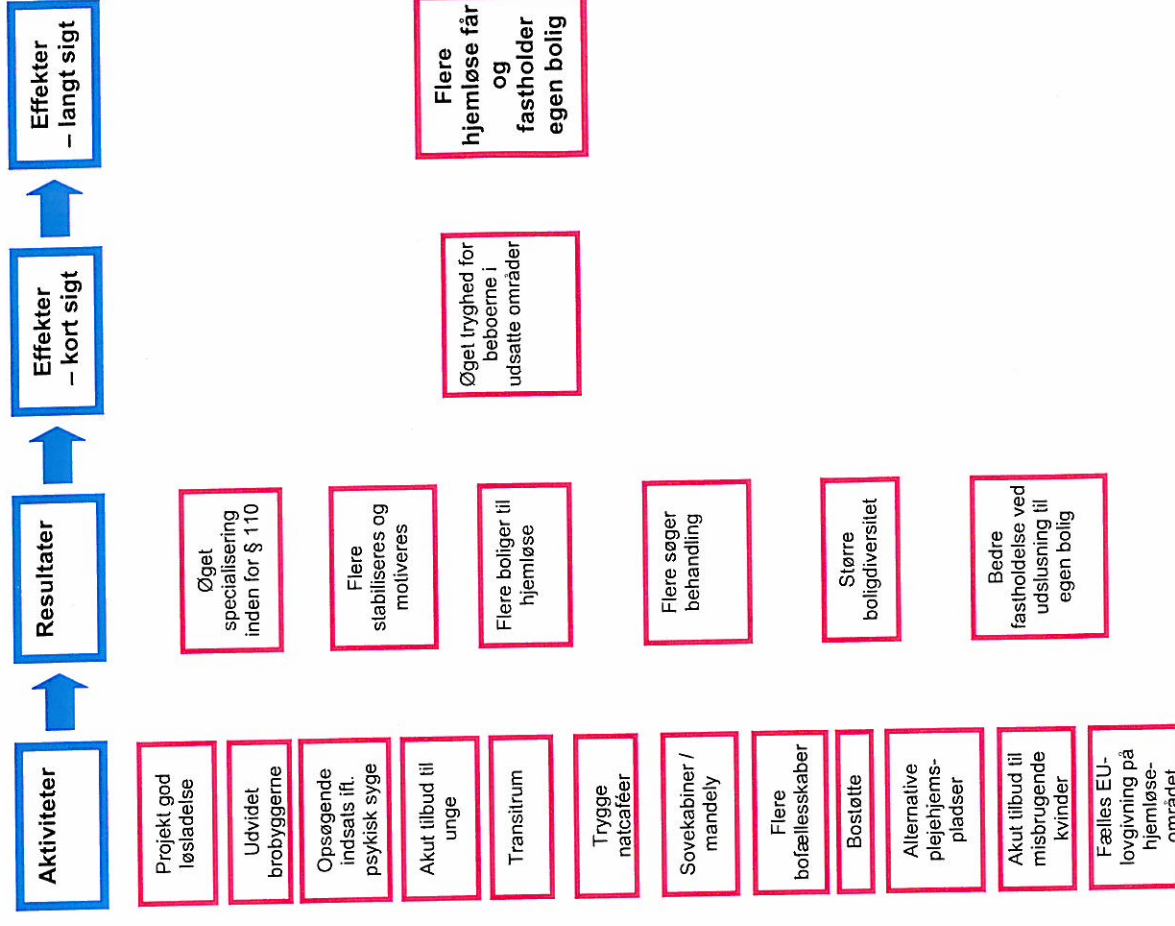 Aktiviteter
Resultater
Effekter
– kort sigt
Effekter
– langt sigt
Projekt god
løsladelse
Udvidet
brobyggerne
Opsøgende
indsats ift.
psykisk syge
Akut tilbud til
unge
Transitrum
Trygge
natcaféer
Sovekabiner /
mandely
Flere
bofællesskaber
Bostøtte
Alternative
plejehjems-
pladser
Akut tilbud til
misbrugende
kvinder
Fælles EU-
lovgivning på
hjemløse-
området
Øget
specialisering
inden for § 110
Flere
stabiliseres og
motiveres
Flere boliger til
hjemløse
Flere søger
behandling
Større
boligdiversitet
Bedre
fastholdelse ved
udslusning til
egen bolig
Øget tryghed for
beboerne i
udsatte områder
Flere
hjemløse får
og
fastholder
egen bolig